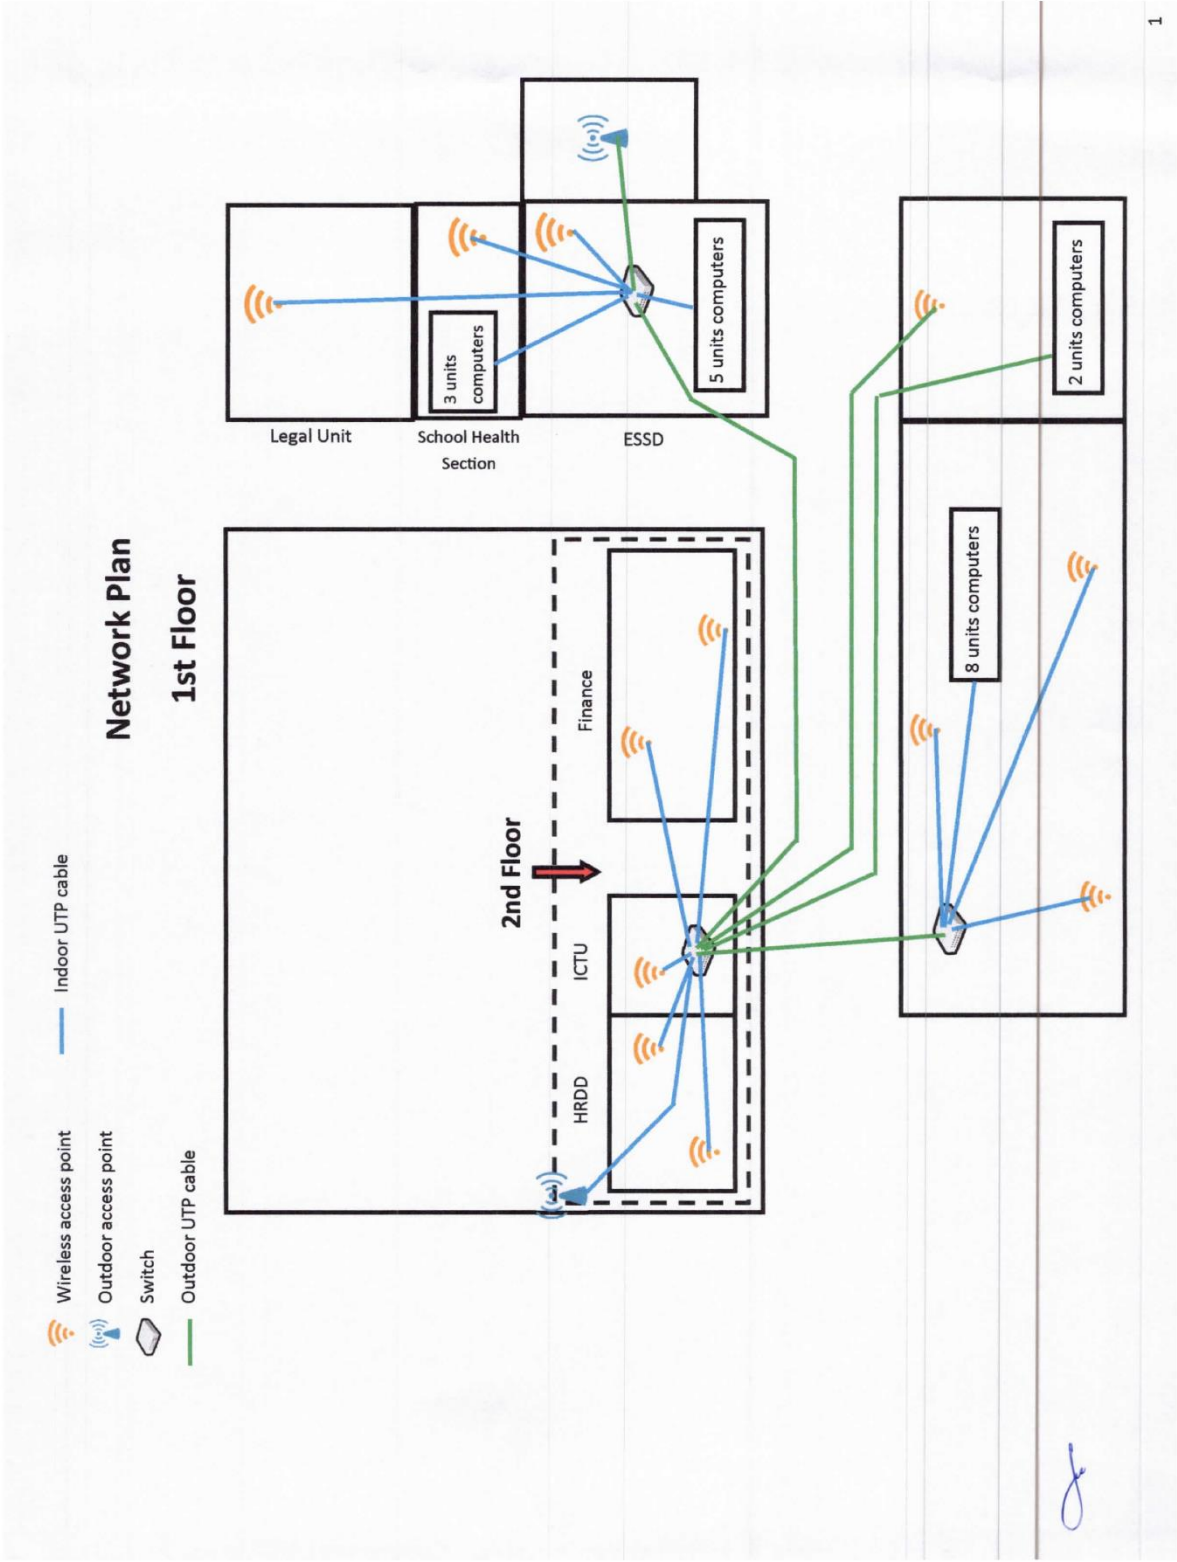 Wireless access point
Indoor UTP cable
Outdoor access point
Switch
Outdoor UTP cable
Network Plan
1st Floor
2nd Floor
HRDD
ICTU
Finance
Legal Unit
School Health
Section
ESSD
3 units
computers
5 units computers
8 units computers
2 units computers
1